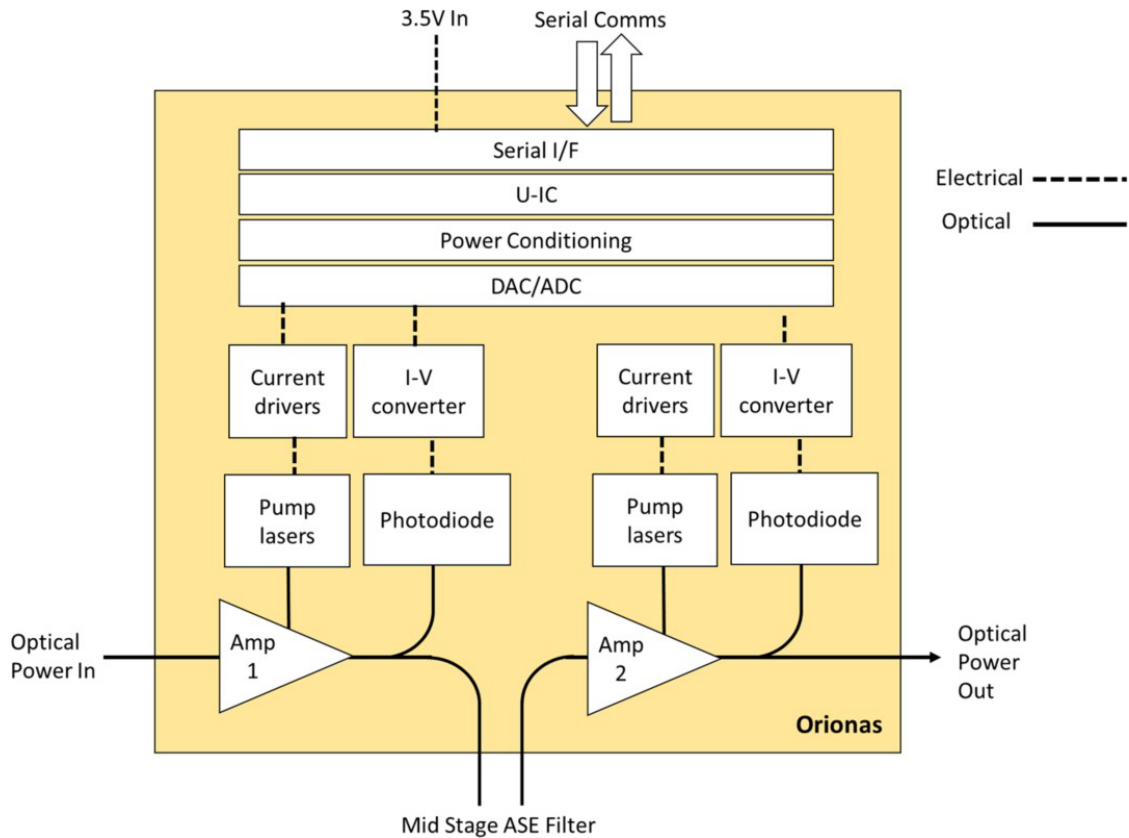 3.5V In
Serial Comms
Serial I/F
U-IC
Power Conditioning
DAC/ADC
Electrical
Optical
Current
drivers
I-V
converter
Current
drivers
I-V
converter
Pump
lasers
Photodiode
Pump
lasers
Photodiode
Optical
Power In
Amp
1
Amp
2
Optical
Power
Out
Orionas
Mid Stage ASE Filter